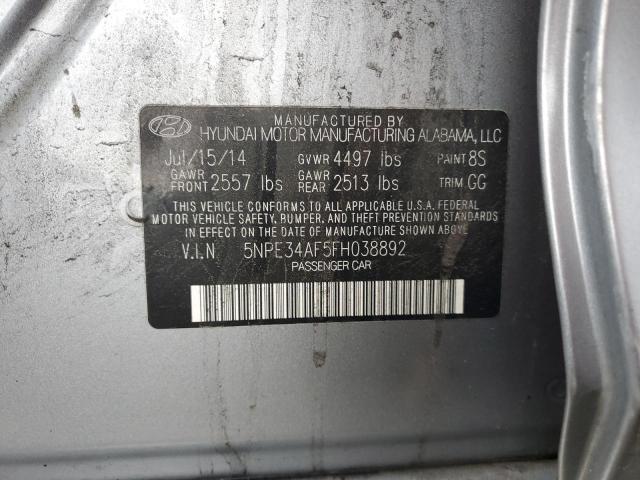 MANUFACTURED BY
HYUNDAI MOTOR MANUFACTURING ALABAMA, LLC
Jul/15/14 GVWR 4497 lbs PAINT 8S
GAWR FRONT 2557 lbs GAWR REAR 2513 lbs TRIM GG
THIS VEHICLE CONFORMS TO ALL APPLICABLE U.S.A. FEDERAL
MOTOR VEHICLE SAFETY, BUMPER, AND THEFT PREVENTION STANDARDS
IN EFFECT ON THE DATE OF MANUFACTURE SHOWN ABOVE.
V.I.N 5NPE34AF5FH038892
PASSENGER CAR